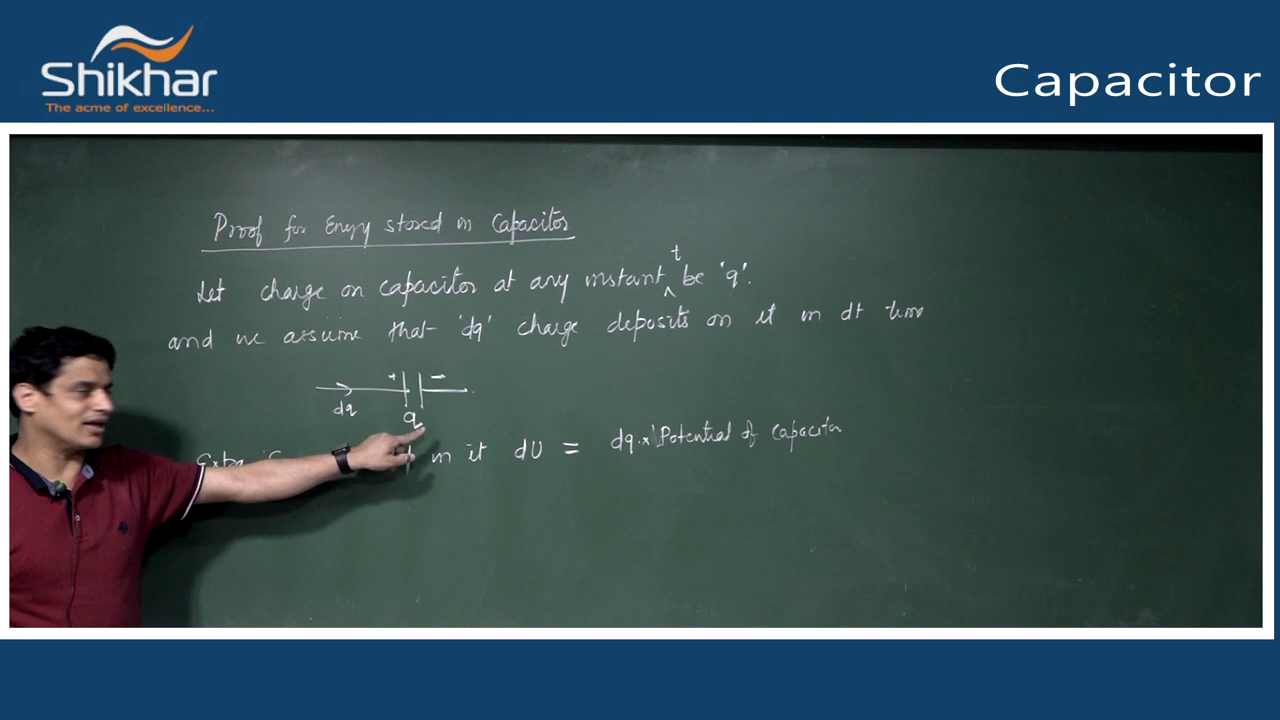 Shikhar
The acme of excellence...
Capacitor
Proof for Energy stored in Capacitor
t
Let charge on capacitor at any instant ^ be 'q'.
and we assume that 'dq' charge deposits on it in dt time
+ -
dq
q
Extra in it dU = dq × Potential of capacitor